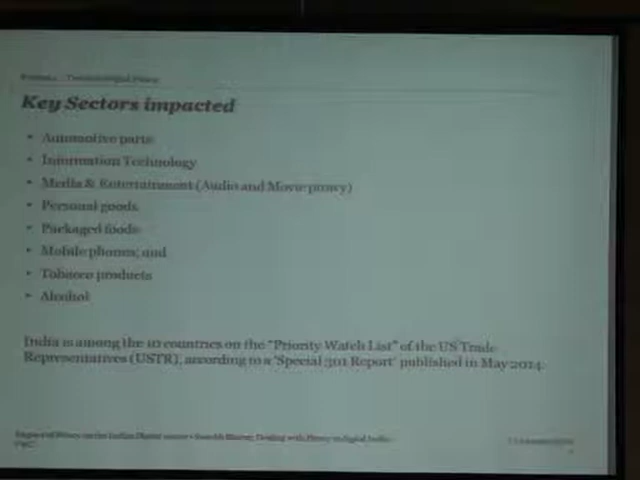 Key Sectors impacted
• Automotive parts
• Information Technology
• Media & Entertainment (Audio and Movie piracy)
• Personal goods
• Packaged foods
• Mobile phones; and
• Tobacco products
• Alcohol
India is among the 10 countries on the "Priority Watch List" of the US Trade
Representatives (USTR), according to a 'Special 301 Report' published in May 2014.
PwC